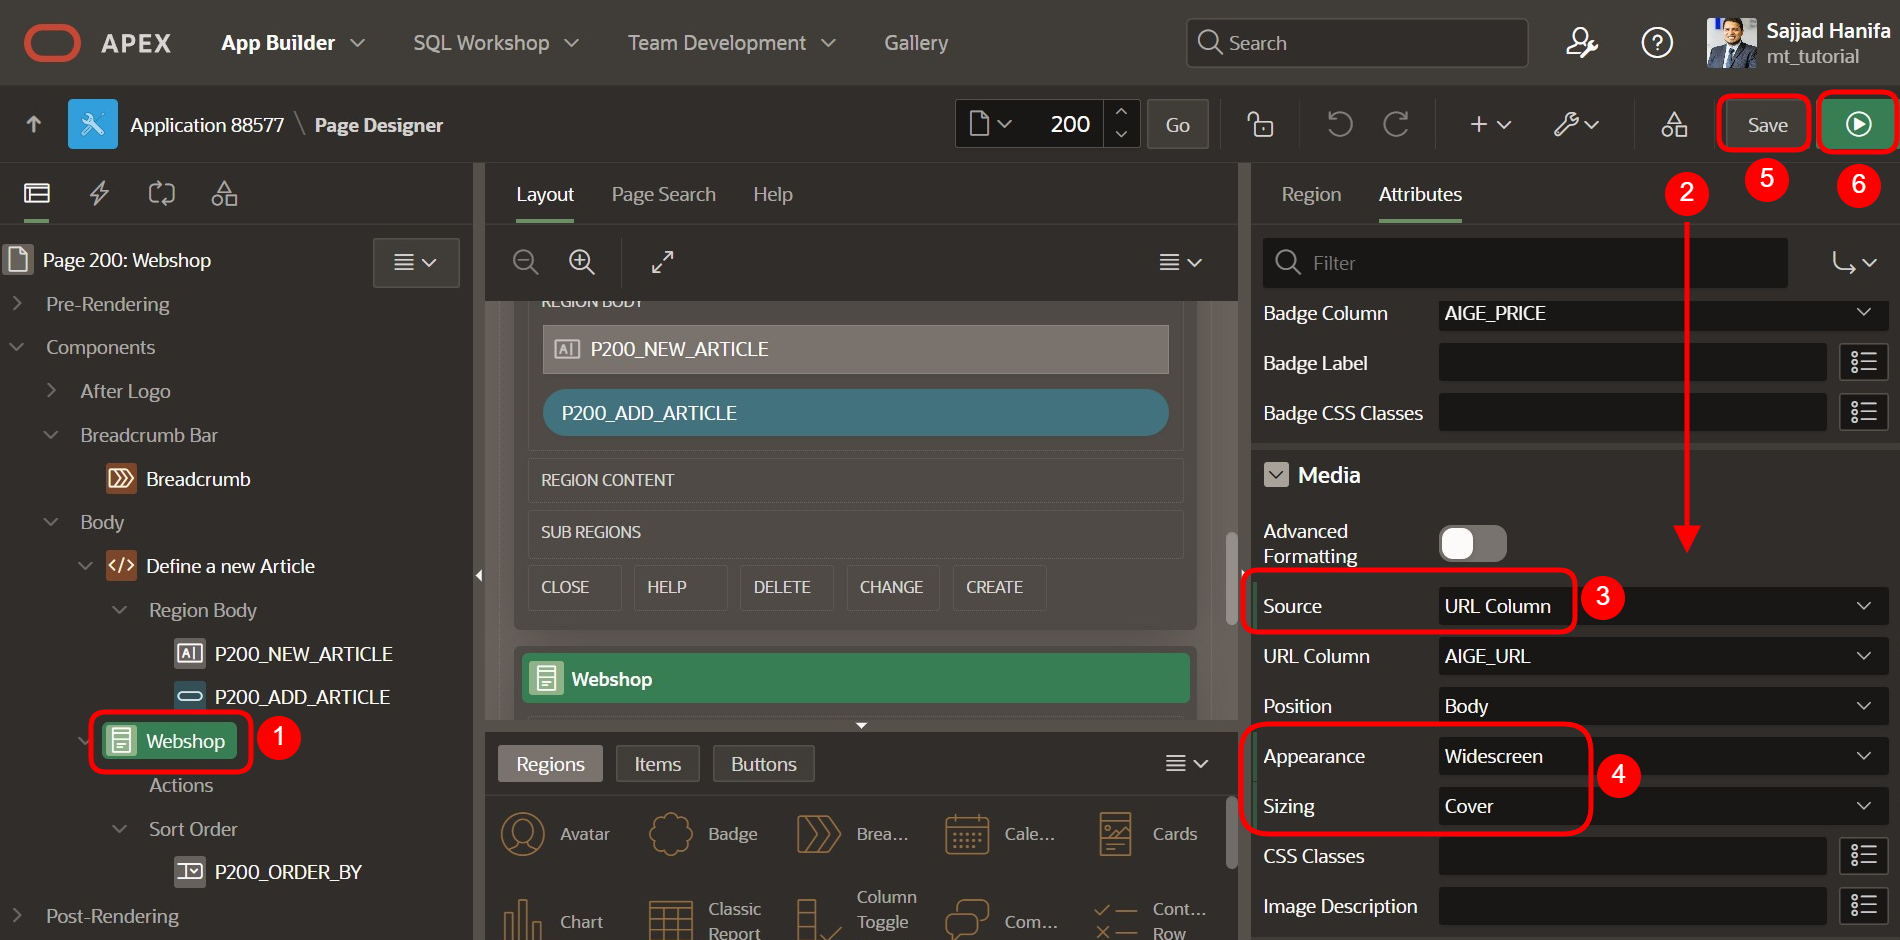 APEX
App Builder
SQL Workshop
Team Development
Gallery
Search
Sajjad Hanifa
mt_tutorial
Application 88577 \ Page Designer
200
Go
Save
5
6
Layout
Page Search
Help
Region
Attributes
2
Page 200: Webshop
Pre-Rendering
Components
After Logo
Breadcrumb Bar
Breadcrumb
Body
Define a new Article
Region Body
P200_NEW_ARTICLE
P200_ADD_ARTICLE
Webshop
1
Actions
Sort Order
P200_ORDER_BY
Post-Rendering
REGION BODY
P200_NEW_ARTICLE
P200_ADD_ARTICLE
REGION CONTENT
SUB REGIONS
CLOSE
HELP
DELETE
CHANGE
CREATE
Webshop
Regions
Items
Buttons
Avatar
Badge
Brea...
Cale...
Cards
Chart
Classic
Report
Column
Toggle
Com...
Cont...
Row
Filter
Badge Column
AIGE_PRICE
Badge Label
Badge CSS Classes
Media
Advanced
Formatting
Source
URL Column
3
URL Column
AIGE_URL
Position
Body
Appearance
Widescreen
4
Sizing
Cover
CSS Classes
Image Description